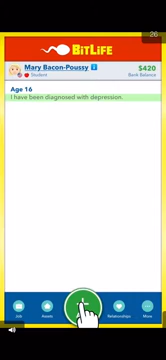 26
BitLife
Mary Bacon-Poussy $420
Student Bank Balance
Age 16
I have been diagnosed with depression.
Job Assets Relationships More